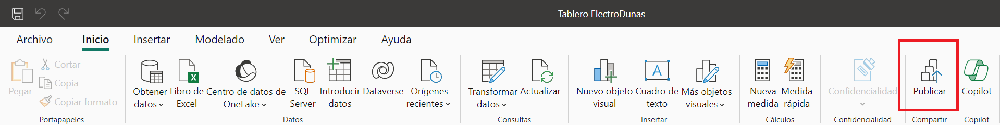 Tablero ElectroDunas
Archivo Inicio Insertar Modelado Ver Optimizar Ayuda
Pegar
Cortar
Copia
Copiar formato
Portapapeles
Obtener
datos
Libro de
Excel
Centro de datos de
OneLake
SQL
Server
Introducir
datos
Dataverse
Orígenes
recientes
Datos
Transformar
datos
Actualizar
Consultas
Nuevo objeto
visual
A
Cuadro de
texto
Más objetos
visuales
Insertar
Nueva
medida
Medida
rápida
Cálculos
Confidencialidad
Confidencialidad
Publicar
Compartir
Copilot
Copilot